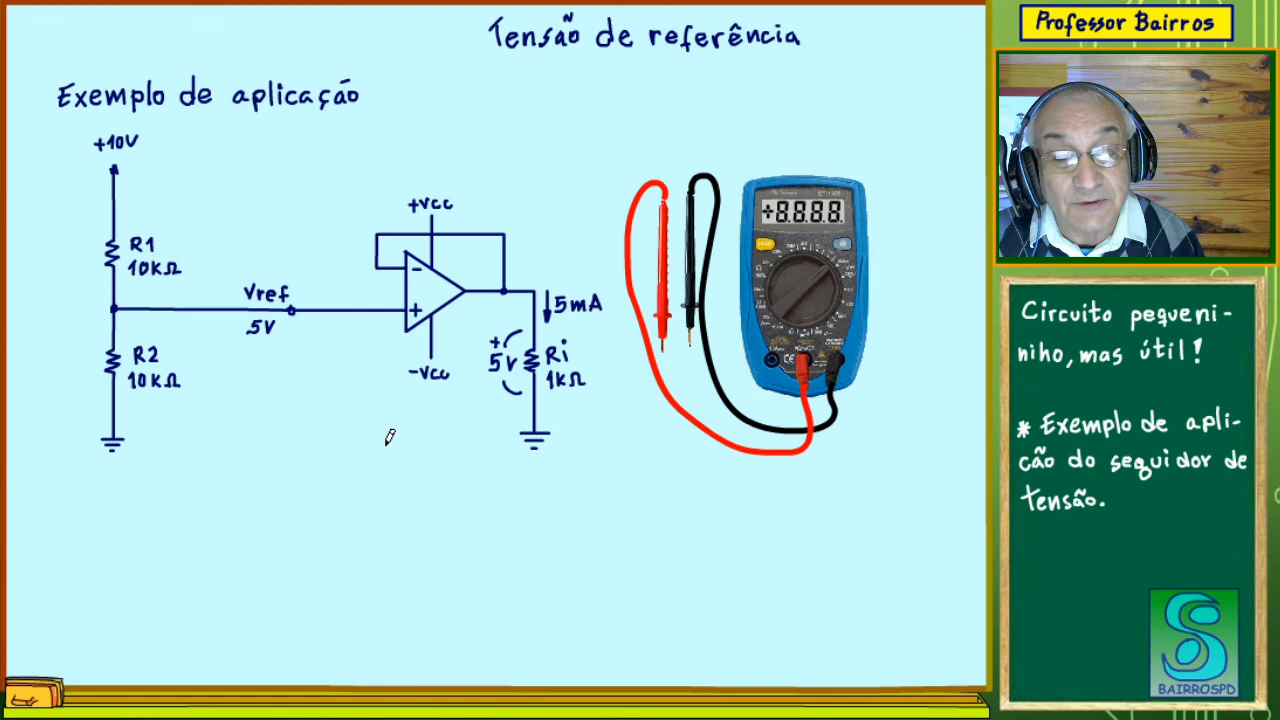 Tensão de referência
Professor Bairros
Exemplo de aplicação
+10V
R1
10KΩ
Vref
5V
R2
10KΩ
+Vcc
-
+
-Vcc
5mA
+
5V
Ri
1KΩ
+8.8.8.8.
Circuito pequeni-
niho, mas útil!
* Exemplo de apli-
cão do seguidor de
tensão.
BAIRROSPD